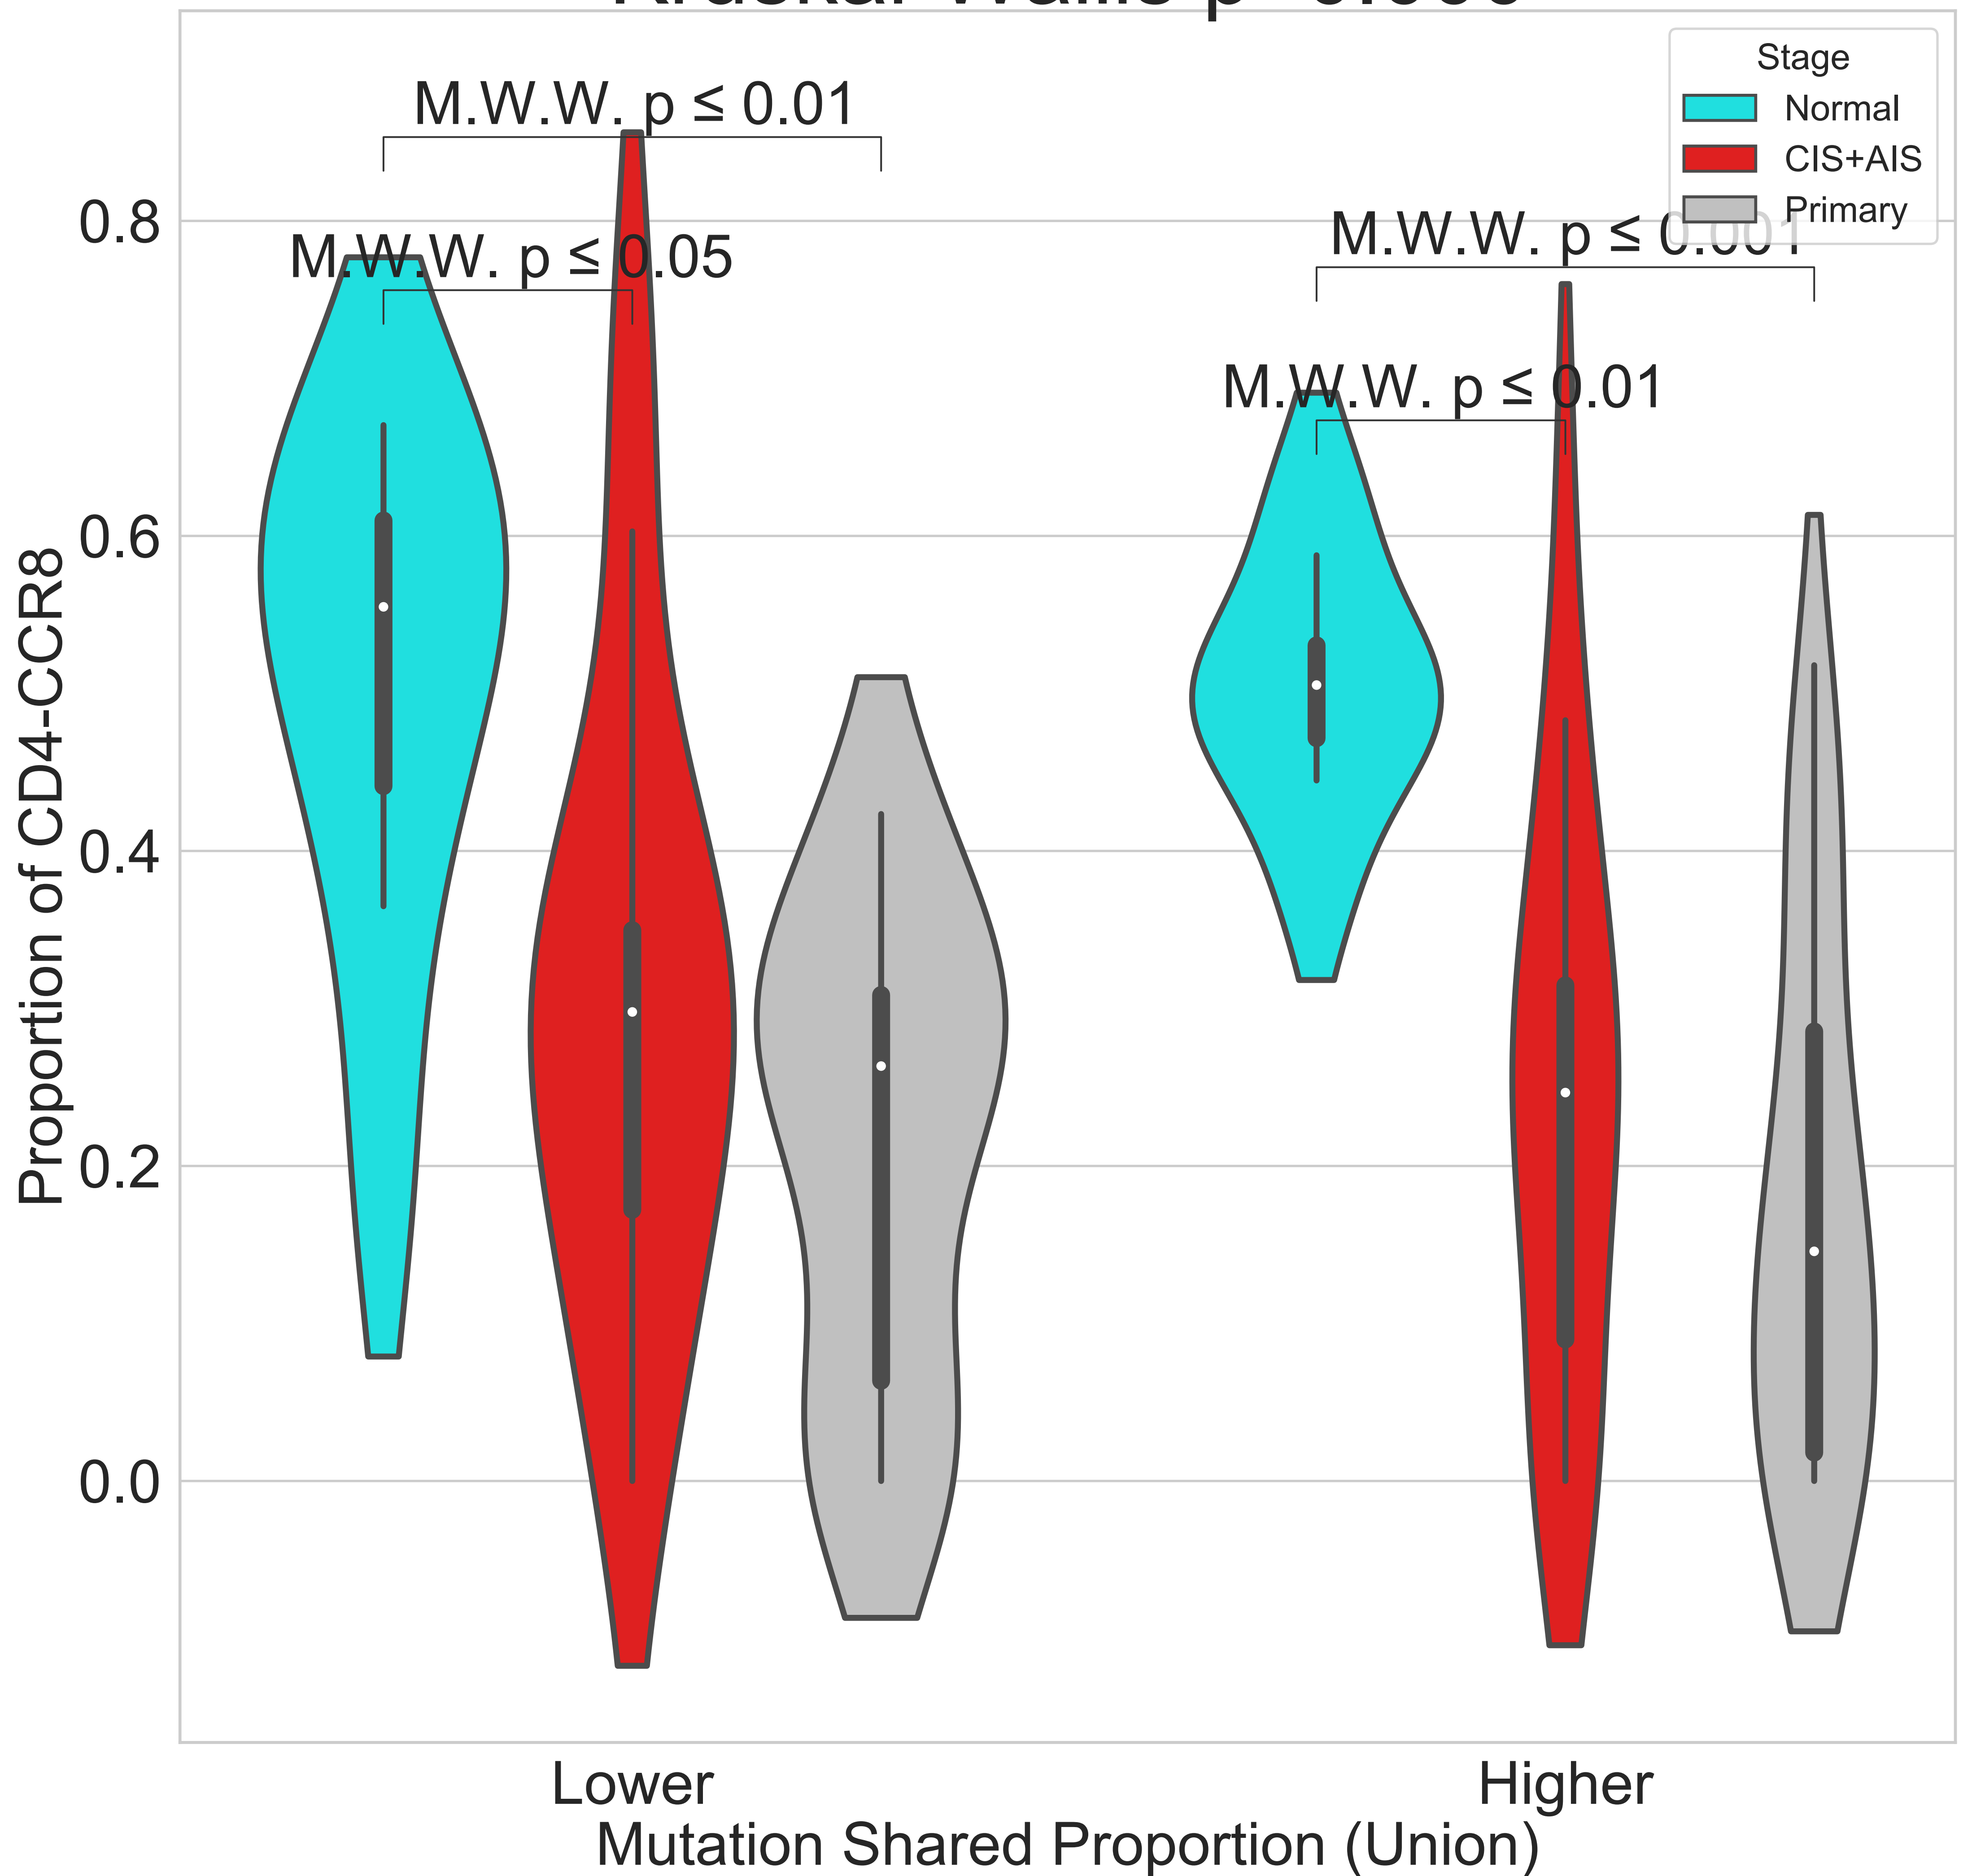 M.W.W. p ≤ 0.01
Stage
Normal
CIS+AIS
Primary
M.W.W. p ≤ 0.001
M.W.W. p ≤ 0.05
M.W.W. p ≤ 0.01
0.8
0.6
0.4
0.2
0.0
Proportion of CD4-CCR8
Lower
Higher
Mutation Shared Proportion (Union)